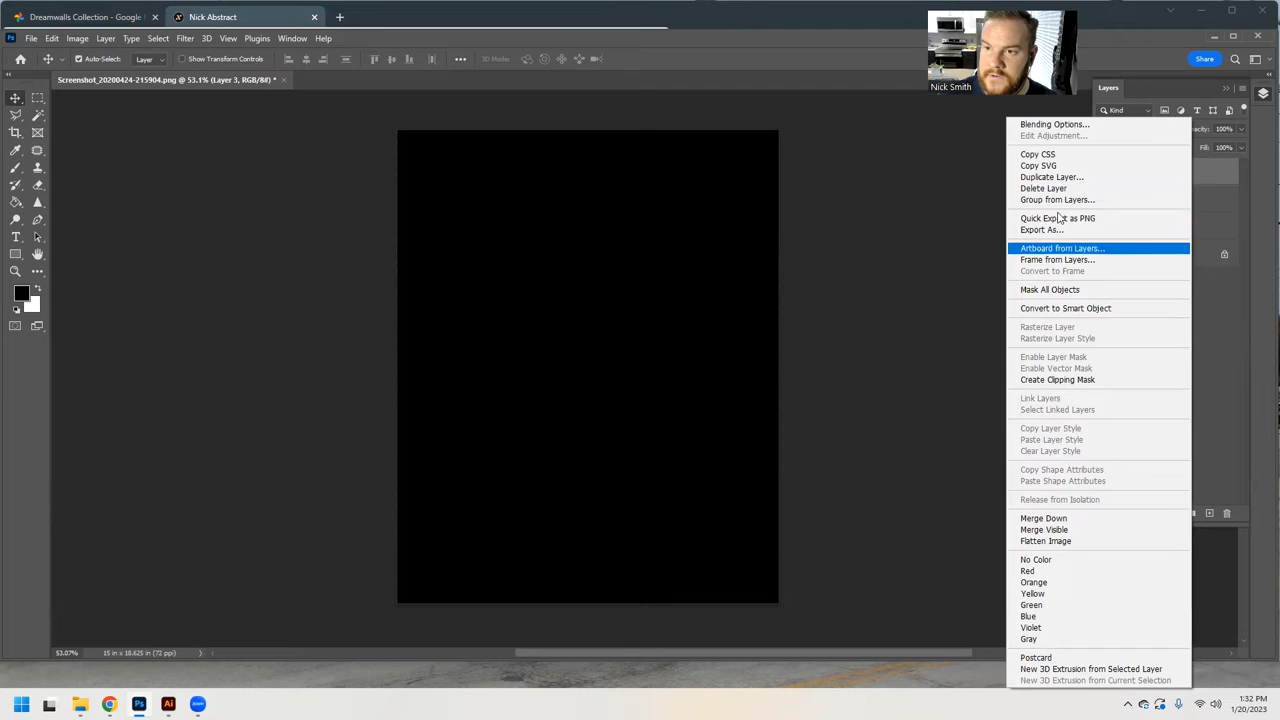 Dreamwalls Collection - Google
Nick Abstract
File Edit Image Layer Type Select Filter 3D View Window Help
Nick Smith
Auto-Select: Layer Show Transform Controls 3D Mode: Share
Screenshot_20200424-215904.png @ 53.1% (Layer 3, RGB/8#) *
Layers
Kind
100%
Fill: 100%
Blending Options...
Edit Adjustment...
Copy CSS
Copy SVG
Duplicate Layer...
Delete Layer
Group from Layers...
Quick Export as PNG
Export As...
Artboard from Layers...
Frame from Layers...
Convert to Frame
Mask All Objects
Convert to Smart Object
Rasterize Layer
Rasterize Layer Style
Enable Layer Mask
Enable Vector Mask
Create Clipping Mask
Link Layers
Select Linked Layers
Copy Layer Style
Paste Layer Style
Clear Layer Style
Copy Shape Attributes
Paste Shape Attributes
Release from Isolation
Merge Down
Merge Visible
Flatten Image
No Color
Red
Orange
Yellow
Green
Blue
Violet
Gray
Postcard
New 3D Extrusion from Selected Layer
New 3D Extrusion from Current Selection
53.07% 15 in x 18.625 in (72 ppi)
1:32 PM
1/20/2023